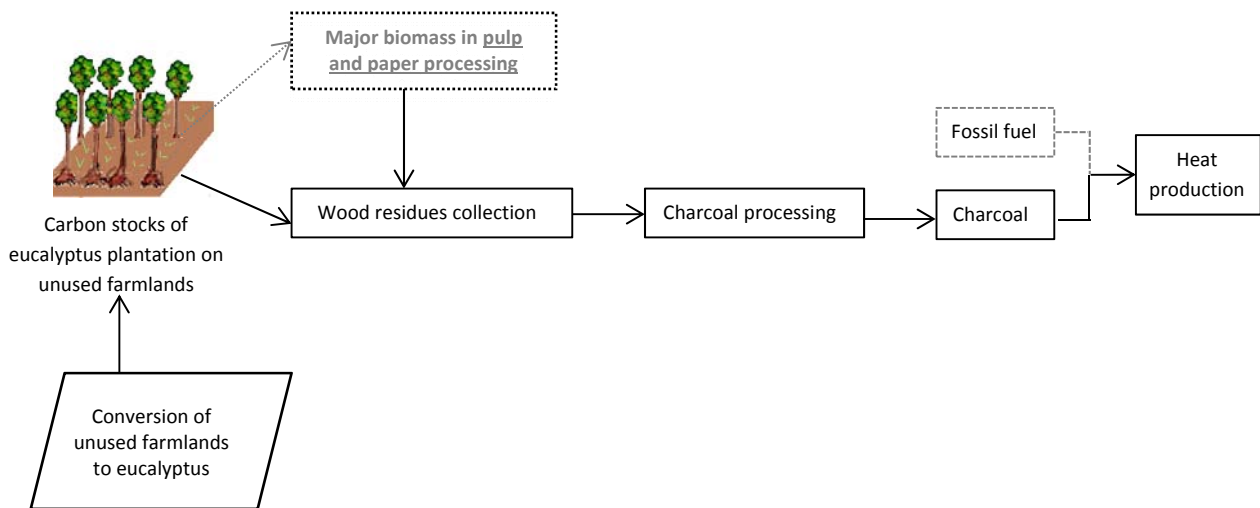 Major biomass in pulp
and paper processing
Fossil fuel
Heat
production
Wood residues collection
Charcoal processing
Charcoal
Carbon stocks of
eucalyptus plantation on
unused farmlands
Conversion of
unused farmlands
to eucalyptus